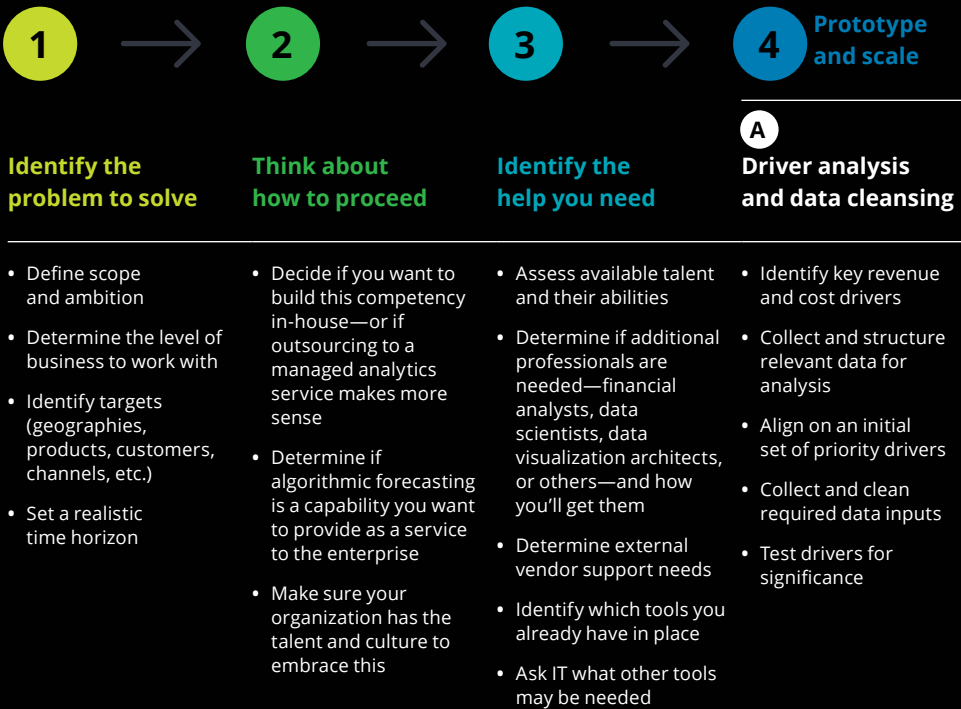 1
2
3
4
Prototype
and scale
Identify the
problem to solve
• Define scope
and ambition
• Determine the level of
business to work with
• Identify targets
(geographies,
products, customers,
channels, etc.)
• Set a realistic
time horizon
Think about
how to proceed
• Decide if you want to
build this competency
in-house—or if
outsourcing to a
managed analytics
service makes more
sense
• Determine if
algorithmic forecasting
is a capability you want
to provide as a service
to the enterprise
• Make sure your
organization has the
talent and culture to
embrace this
Identify the
help you need
• Assess available talent
and their abilities
• Determine if additional
professionals are
needed—financial
analysts, data
scientists, data
visualization architects,
or others—and how
you’ll get them
• Determine external
vendor support needs
• Identify which tools you
already have in place
• Ask IT what other tools
may be needed
A
Driver analysis
and data cleansing
• Identify key revenue
and cost drivers
• Collect and structure
relevant data for
analysis
• Align on an initial
set of priority drivers
• Collect and clean
required data inputs
• Test drivers for
significance